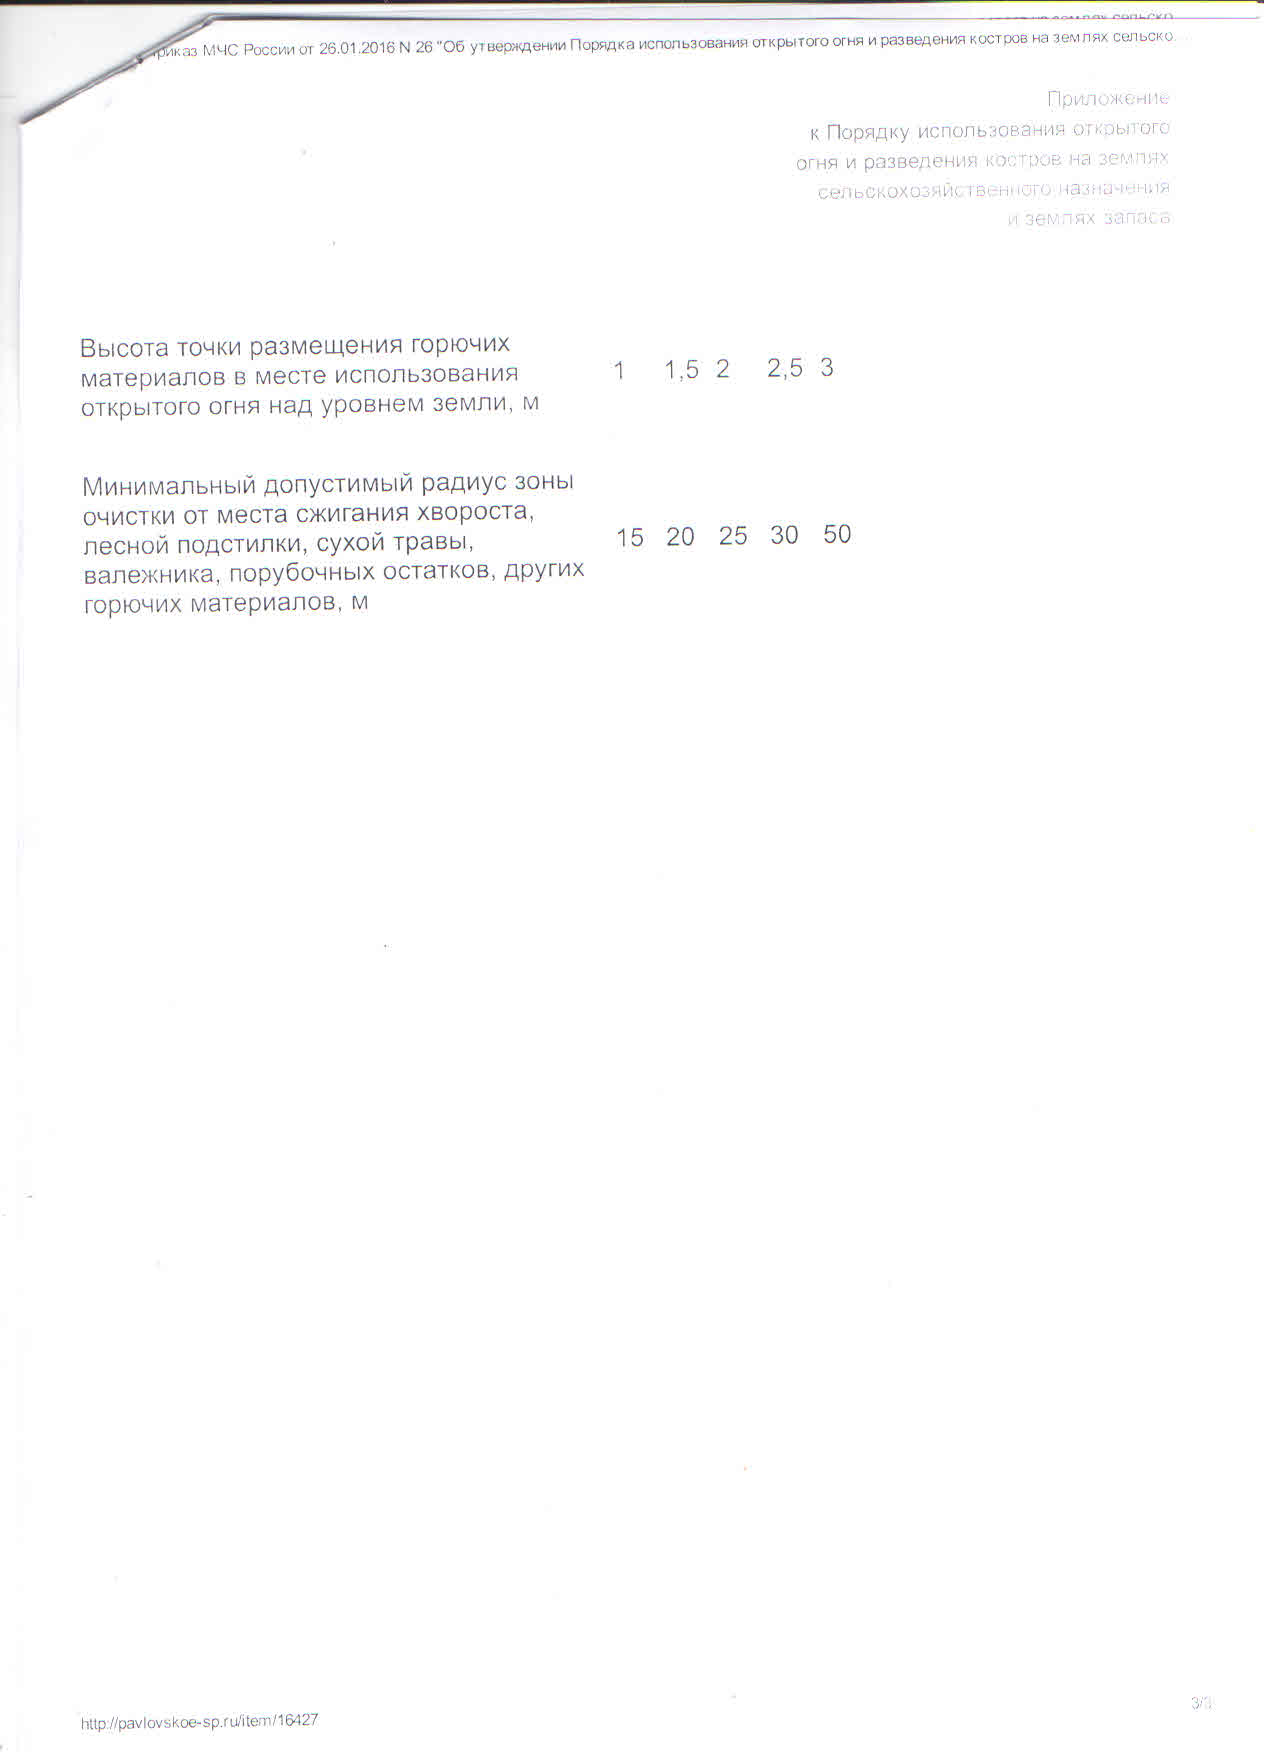 МЧС России от 26.01.2016 N 26 "Об утверждении Порядка использования открытого огня и разведения костров на землях сельско...
Приложение
к Порядку использования открытого
огня и разведения костров на землях
сельскохозяйственного назначения
и землях запаса
Высота точки размещения горючих
материалов в месте использования
открытого огня над уровнем земли, м
1 1,5 2 2,5 3
Минимальный допустимый радиус зоны
очистки от места сжигания хвороста,
лесной подстилки, сухой травы,
валежника, порубочных остатков, других
горючих материалов, м
15 20 25 30 50
http://pavlovskoe-sp.ru/item/16427
3/3